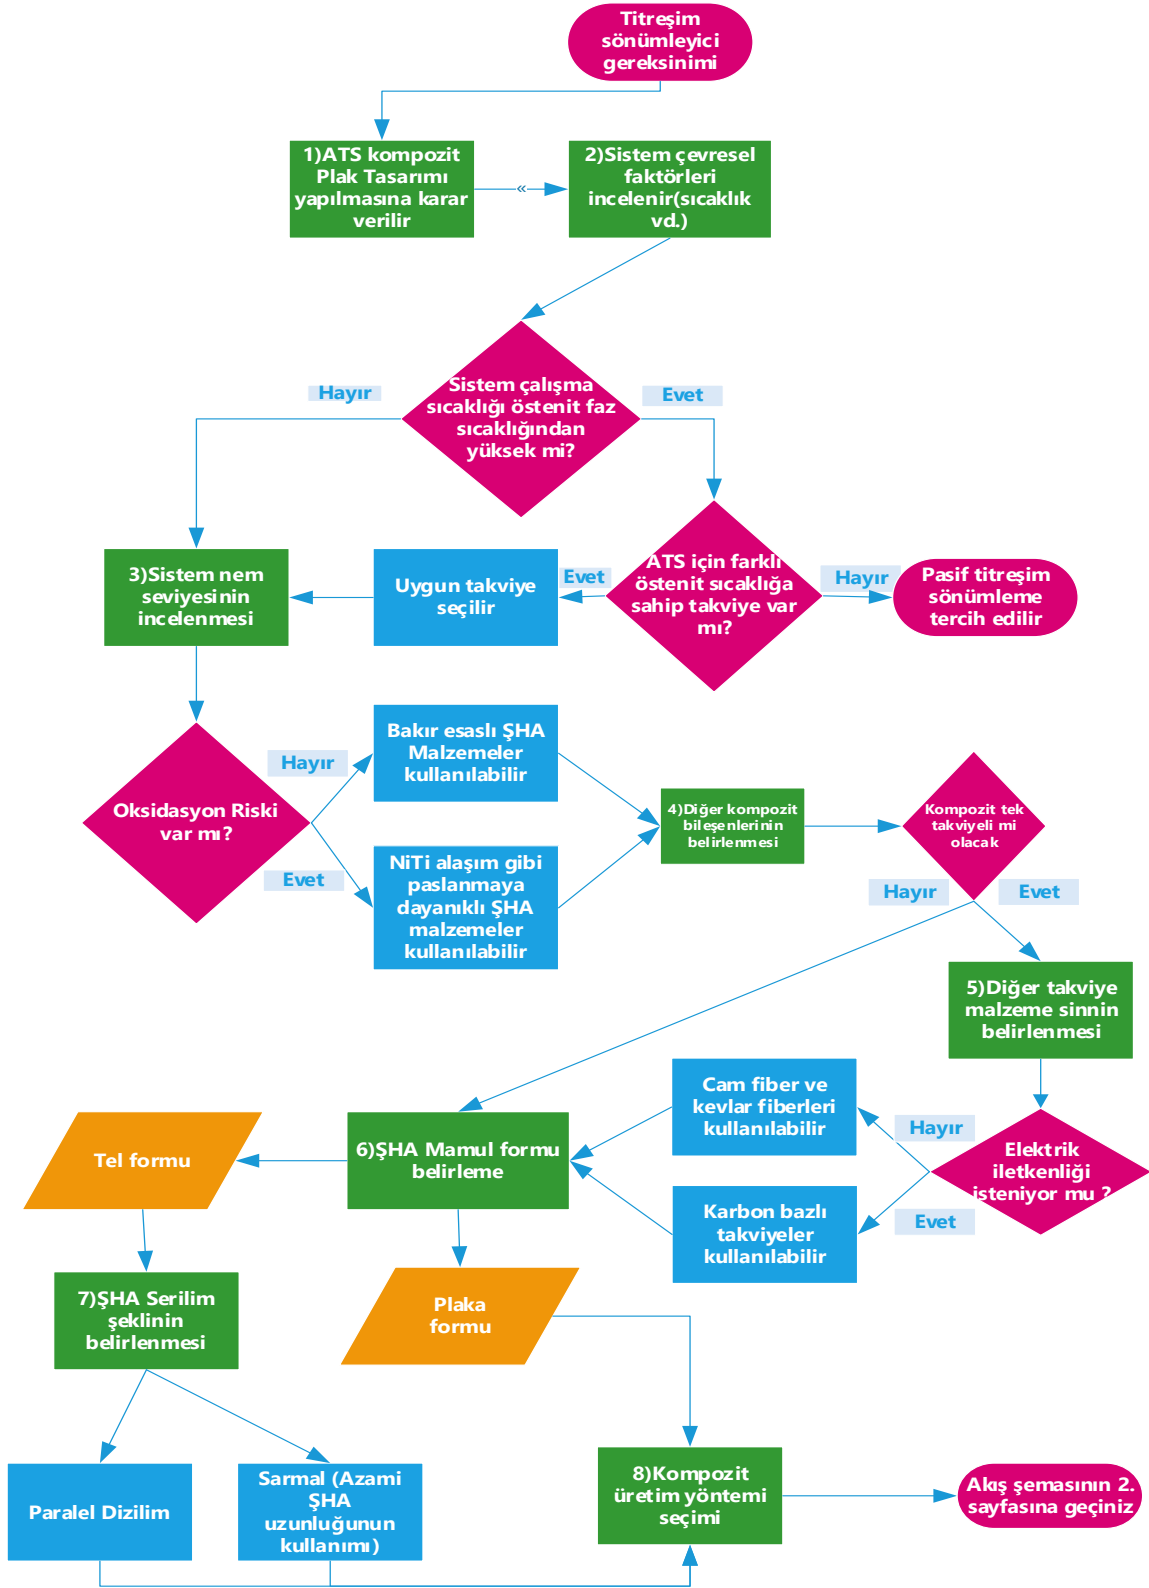 Titreşim
sönümleyici
gereksinimi
1)ATS kompozit
Plak Tasarımı
yapılmasına karar
verilir
«
2)Sistem çevresel
faktörleri
incelenir(sıcaklık
vd.)
Sistem çalışma
sıcaklığı östenit faz
sıcaklığından
yüksek mi?
Hayır
Evet
3)Sistem nem
seviyesinin
incelenmesi
Uygun takviye
seçilir
Evet
ATS için farklı
östenit sıcaklığa
sahip takviye var
mı?
Hayır
Pasif titreşim
sönümleme
tercih edilir
Oksidasyon Riski
var mı?
Hayır
Evet
Bakır esaslı ŞHA
Malzemeler
kullanılabilir
NiTi alaşım gibi
paslanmaya
dayanıklı ŞHA
malzemeler
kullanılabilir
4)Diğer kompozit
bileşenlerinin
belirlenmesi
Kompozit tek
takviyeli mi
olacak
Hayır
Evet
5)Diğer takviye
malzeme sinnin
belirlenmesi
Elektrik
iletkenliği
isteniyor mu ?
Hayır
Evet
Cam fiber ve
kevlar fiberleri
kullanılabilir
Karbon bazlı
takviyeler
kullanılabilir
6)ŞHA Mamul formu
belirleme
Tel formu
Plaka
formu
7)ŞHA Serilim
şeklinin
belirlenmesi
Paralel Dizilim
Sarmal (Azami
ŞHA
uzunluğunun
kullanımı)
8)Kompozit
üretim yöntemi
seçimi
Akış şemasının 2.
sayfasına geçiniz